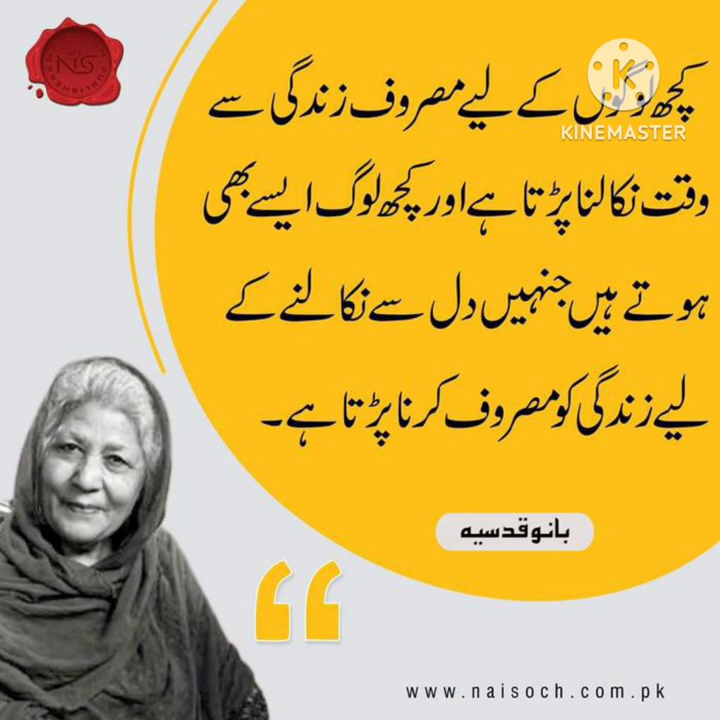 NS
کچھ لوگوں کے لیے مصروف زندگی سے
KINEMASTER
وقت نکالنا پڑتا ہے اور کچھ لوگ ایسے بھی
ہوتے ہیں جنہیں دل سے نکالنے کے
لیے زندگی کو مصروف کرنا پڑتا ہے۔
بانو قدسیہ
www.naisoch.com.pk